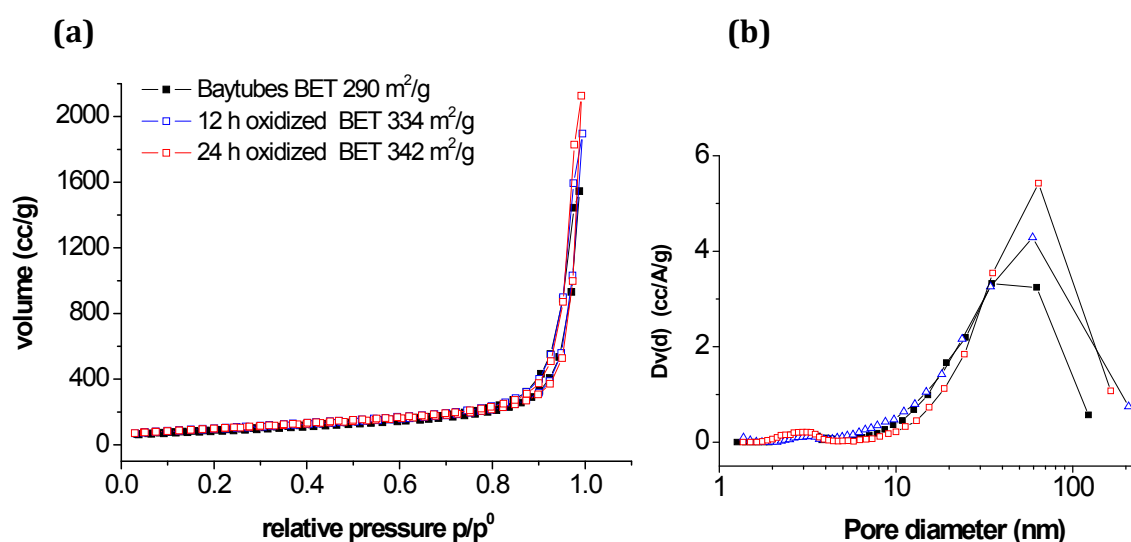 (a)
Baytubes BET 290 m²/g
12 h oxidized BET 334 m²/g
24 h oxidized BET 342 m²/g
2000
1600
1200
800
400
0
volume (cc/g)
0.0 0.2 0.4 0.6 0.8 1.0
relative pressure p/p⁰
(b)
6
4
2
0
Dv(d) (cc/A/g)
1 10 100
Pore diameter (nm)